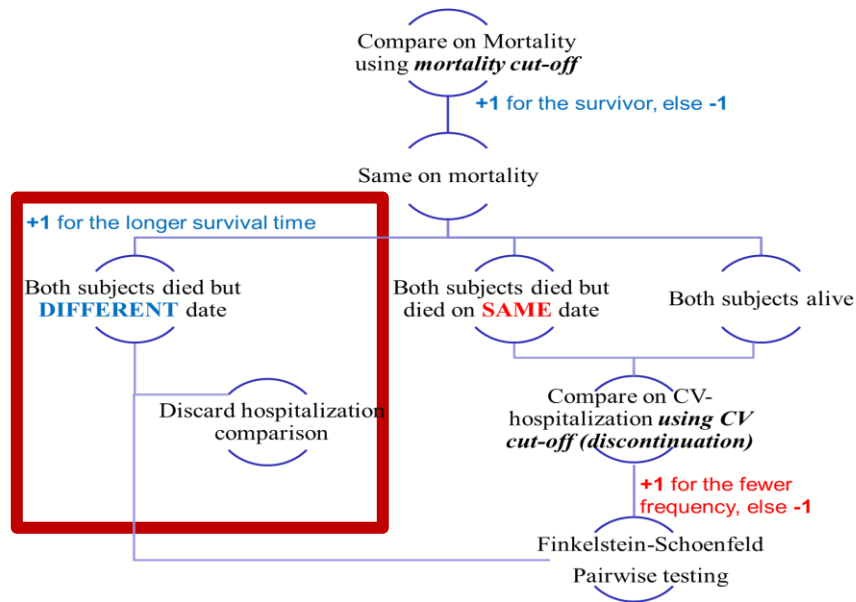 Compare on Mortality
using mortality cut-off
+1 for the survivor, else -1
Same on mortality
+1 for the longer survival time
Both subjects died but
DIFFERENT date
Both subjects died but
died on SAME date
Both subjects alive
Discard hospitalization
comparison
Compare on CV-
hospitalization using CV
cut-off (discontinuation)
+1 for the fewer
frequency, else -1
Finkelstein-Schoenfeld
Pairwise testing